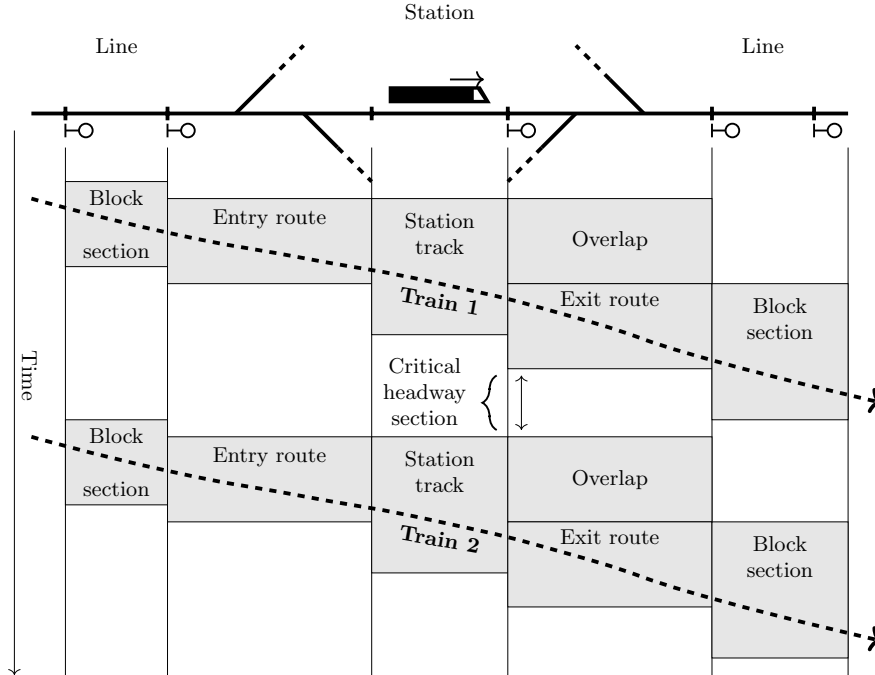 Station
Line
Line
Block
section
Entry route
Station
track
Overlap
Train 1
Exit route
Block
section
Time
Critical
headway
section
Block
section
Entry route
Station
track
Overlap
Train 2
Exit route
Block
section